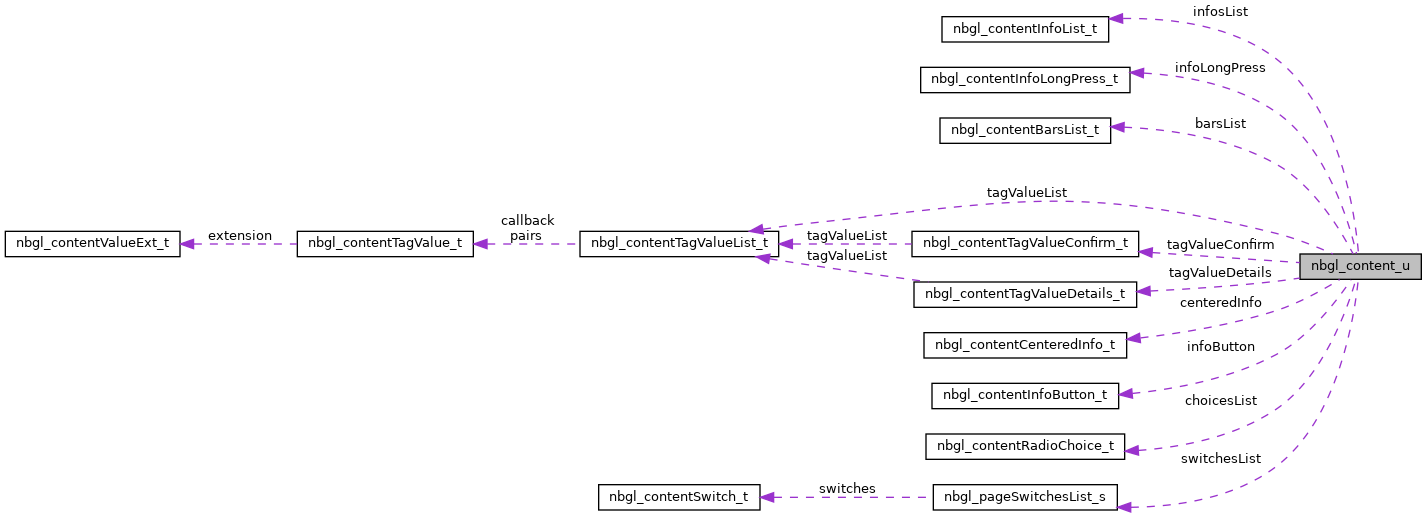 infosList
nbgl_contentInfoList_t
infoLongPress
nbgl_contentInfoLongPress_t
barsList
nbgl_contentBarsList_t
tagValueList
callback
pairs
extension
tagValueList
nbgl_contentValueExt_t
nbgl_contentTagValue_t
nbgl_contentTagValueList_t
nbgl_contentTagValueConfirm_t
tagValueConfirm
tagValueList
nbgl_content_u
tagValueDetails
nbgl_contentTagValueDetails_t
centeredInfo
nbgl_contentCenteredInfo_t
infoButton
nbgl_contentInfoButton_t
choicesList
nbgl_contentRadioChoice_t
switchesList
switches
nbgl_contentSwitch_t
nbgl_pageSwitchesList_s